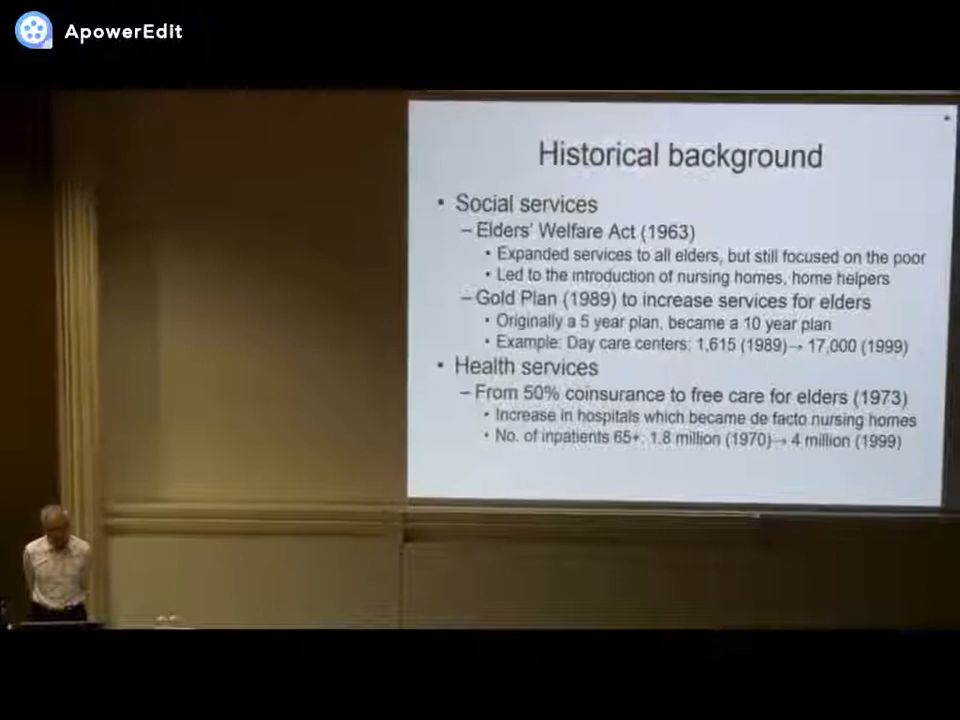 ApowerEdit
Historical background
• Social services
– Elders' Welfare Act (1963)
• Expanded services to all elders, but still focused on the poor
• Led to the introduction of nursing homes, home helpers
– Gold Plan (1989) to increase services for elders
• Originally a 5 year plan, became a 10 year plan
• Example: Day care centers: 1,615 (1989)→ 17,000 (1999)
• Health services
– From 50% coinsurance to free care for elders (1973)
• Increase in hospitals which became de facto nursing homes
• No. of inpatients 65+: 1.8 million (1970)→ 4 million (1999)